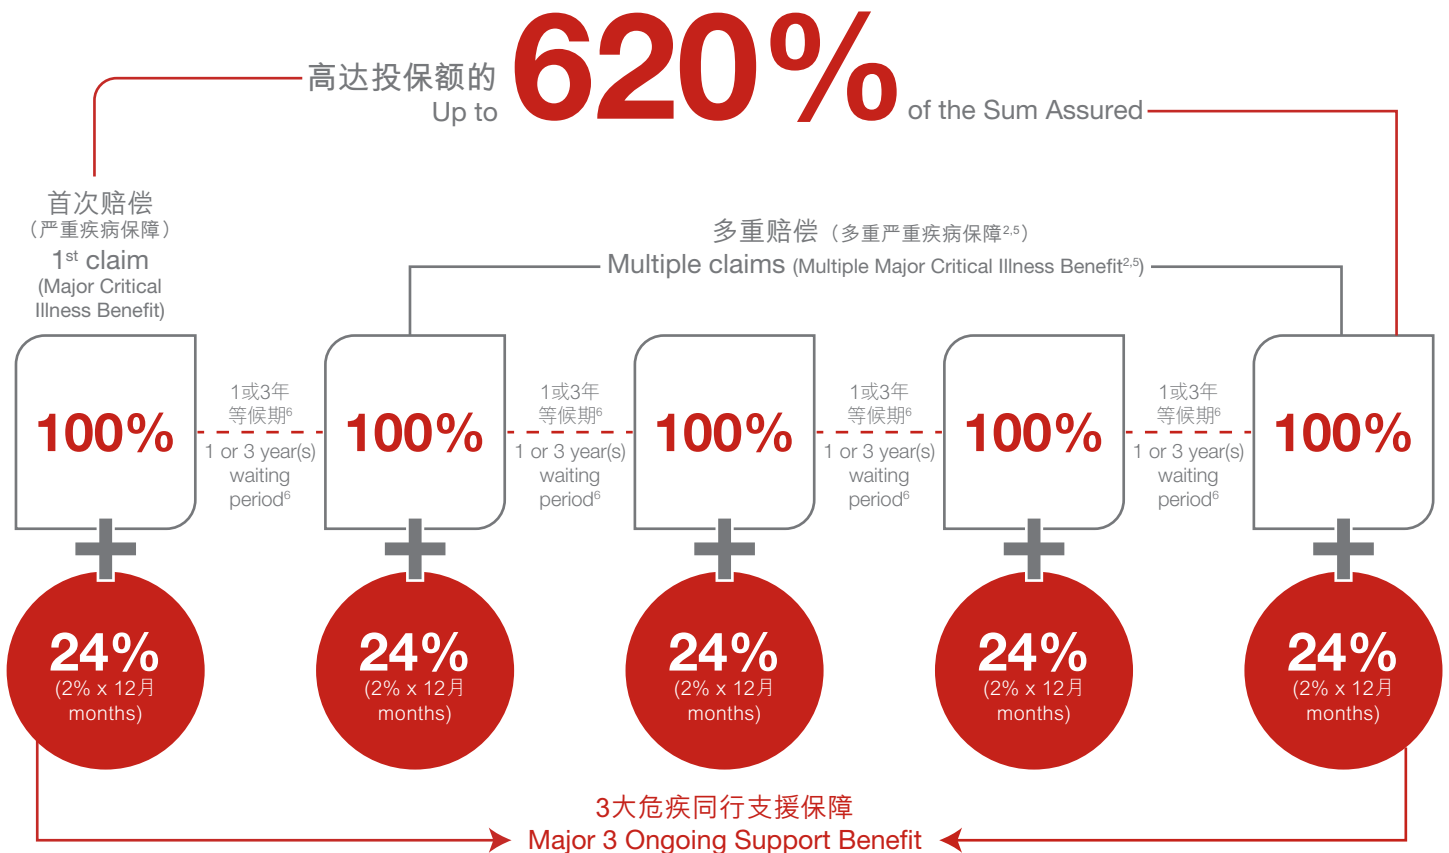 高达投保额的
Up to
620%
of the Sum Assured
首次赔偿
（严重疾病保障）
1st claim
(Major Critical
Illness Benefit)
多重赔偿（多重严重疾病保障2,5）
Multiple claims (Multiple Major Critical Illness Benefit2,5)
100%
1或3年
等候期6
1 or 3 year(s)
waiting
period6
100%
1或3年
等候期6
1 or 3 year(s)
waiting
period6
100%
1或3年
等候期6
1 or 3 year(s)
waiting
period6
100%
1或3年
等候期6
1 or 3 year(s)
waiting
period6
100%
24%
(2% x 12月
months)
24%
(2% x 12月
months)
24%
(2% x 12月
months)
24%
(2% x 12月
months)
24%
(2% x 12月
months)
3大危疾同行支援保障
Major 3 Ongoing Support Benefit